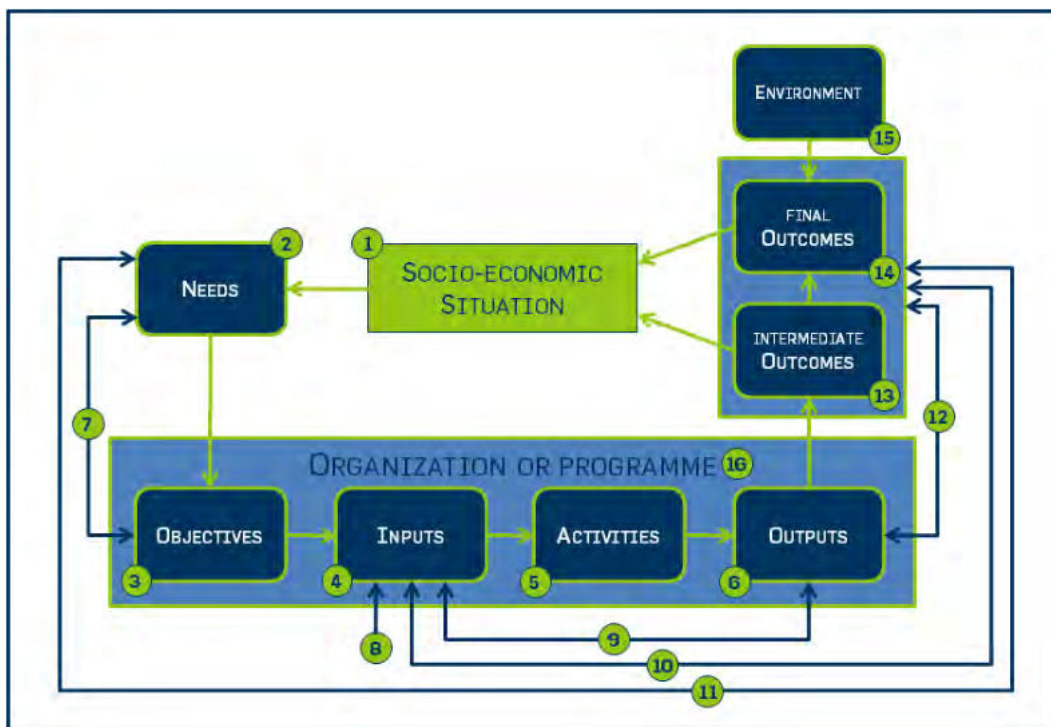 ENVIRONMENT
15
FINAL
OUTCOMES
14
2
1
NEEDS
SOCIO-ECONOMIC
SITUATION
INTERMEDIATE
OUTCOMES
13
7
12
ORGANIZATION OR PROGRAMME 16
OBJECTIVES
INPUTS
ACTIVITIES
OUTPUTS
3
4
5
6
8
9
10
11